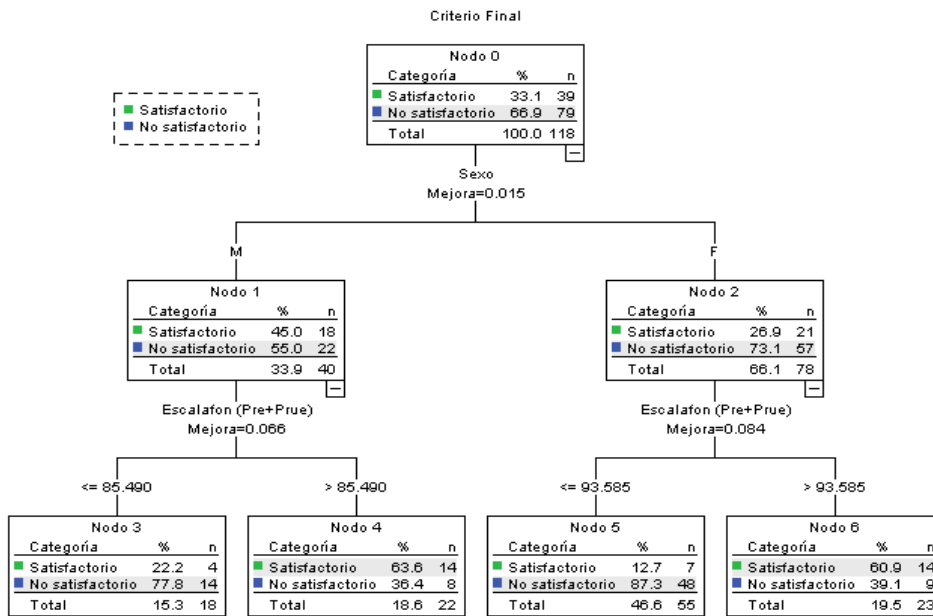 Criterio Final
Satisfactorio
No satisfactorio
Nodo 0
Categoría % n
Satisfactorio 33.1 39
No satisfactorio 66.9 79
Total 100.0 118
Sexo
Mejora=0.015
M F
Nodo 1
Categoría % n
Satisfactorio 45.0 18
No satisfactorio 55.0 22
Total 33.9 40
Nodo 2
Categoría % n
Satisfactorio 26.9 21
No satisfactorio 73.1 57
Total 66.1 78
Escalafon (Pre+Prue)
Mejora=0.066
Escalafon (Pre+Prue)
Mejora=0.084
<= 85.490 > 85.490 <= 93.585 > 93.585
Nodo 3
Categoría % n
Satisfactorio 22.2 4
No satisfactorio 77.8 14
Total 15.3 18
Nodo 4
Categoría % n
Satisfactorio 63.6 14
No satisfactorio 36.4 8
Total 18.6 22
Nodo 5
Categoría % n
Satisfactorio 12.7 7
No satisfactorio 87.3 48
Total 46.6 55
Nodo 6
Categoría % n
Satisfactorio 60.9 14
No satisfactorio 39.1 9
Total 19.5 23